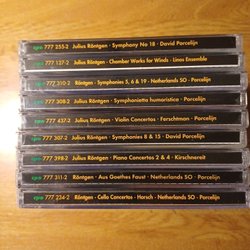 cpo 777 255-2 Julius Röntgen · Symphony No 18 · David Porcelijn
cpo 777 127-2 Julius Röntgen · Chamber Works for Winds · Linos Ensemble
cpo 777 310-2 Röntgen · Symphonies 5, 6 & 19 · Netherlands SO · Porcelijn
cpo 777 308-2 Julius Röntgen · Symphonietta humoristica · Porcelijn
cpo 777 437-2 Julius Röntgen · Violin Concertos · Ferschtman · Porcelijn
cpo 777 307-2 Julius Röntgen · Symphonies 8 & 15 · David Porcelijn
cpo 777 398-2 Julius Röntgen · Piano Concertos 2 & 4 · Kirschnereit
cpo 777 311-2 Röntgen · Aus Goethes Faust · Netherlands SO · Porcelijn
cpo 777 234-2 Röntgen · Cello Concertos · Horsch · Netherlands SO · Porcelijn